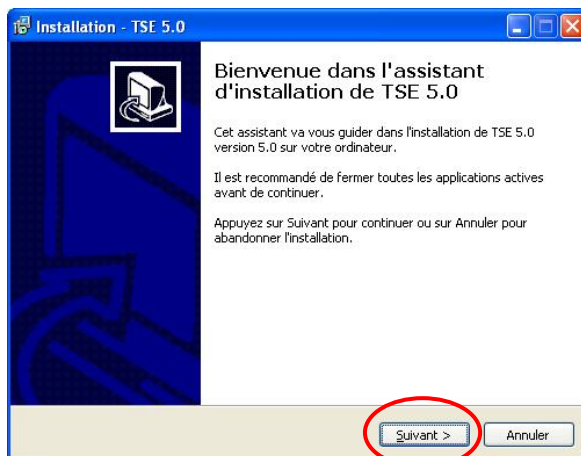 Installation - TSE 5.0
Bienvenue dans l'assistant
d'installation de TSE 5.0
Cet assistant va vous guider dans l'installation de TSE 5.0
version 5.0 sur votre ordinateur.
Il est recommandé de fermer toutes les applications actives
avant de continuer.
Appuyez sur Suivant pour continuer ou sur Annuler pour
abandonner l'installation.
Suivant > Annuler